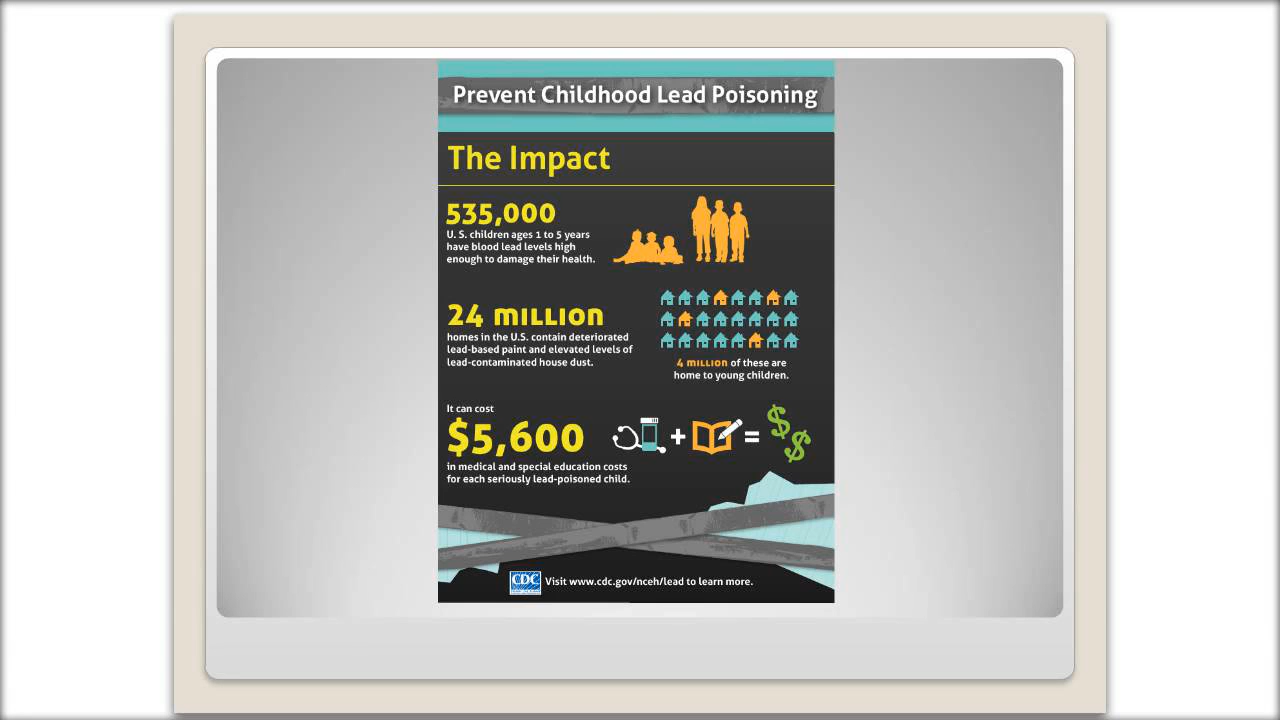 Prevent Childhood Lead Poisoning
The Impact
535,000
U. S. children ages 1 to 5 years
have blood lead levels high
enough to damage their health.
24 MILLION
homes in the U.S. contain deteriorated
lead-based paint and elevated levels of
lead-contaminated house dust.
4 MILLION of these are
home to young children.
It can cost
$5,600
+
=
$
$
in medical and special education costs
for each seriously lead-poisoned child.
CDC
Visit www.cdc.gov/nceh/lead to learn more.